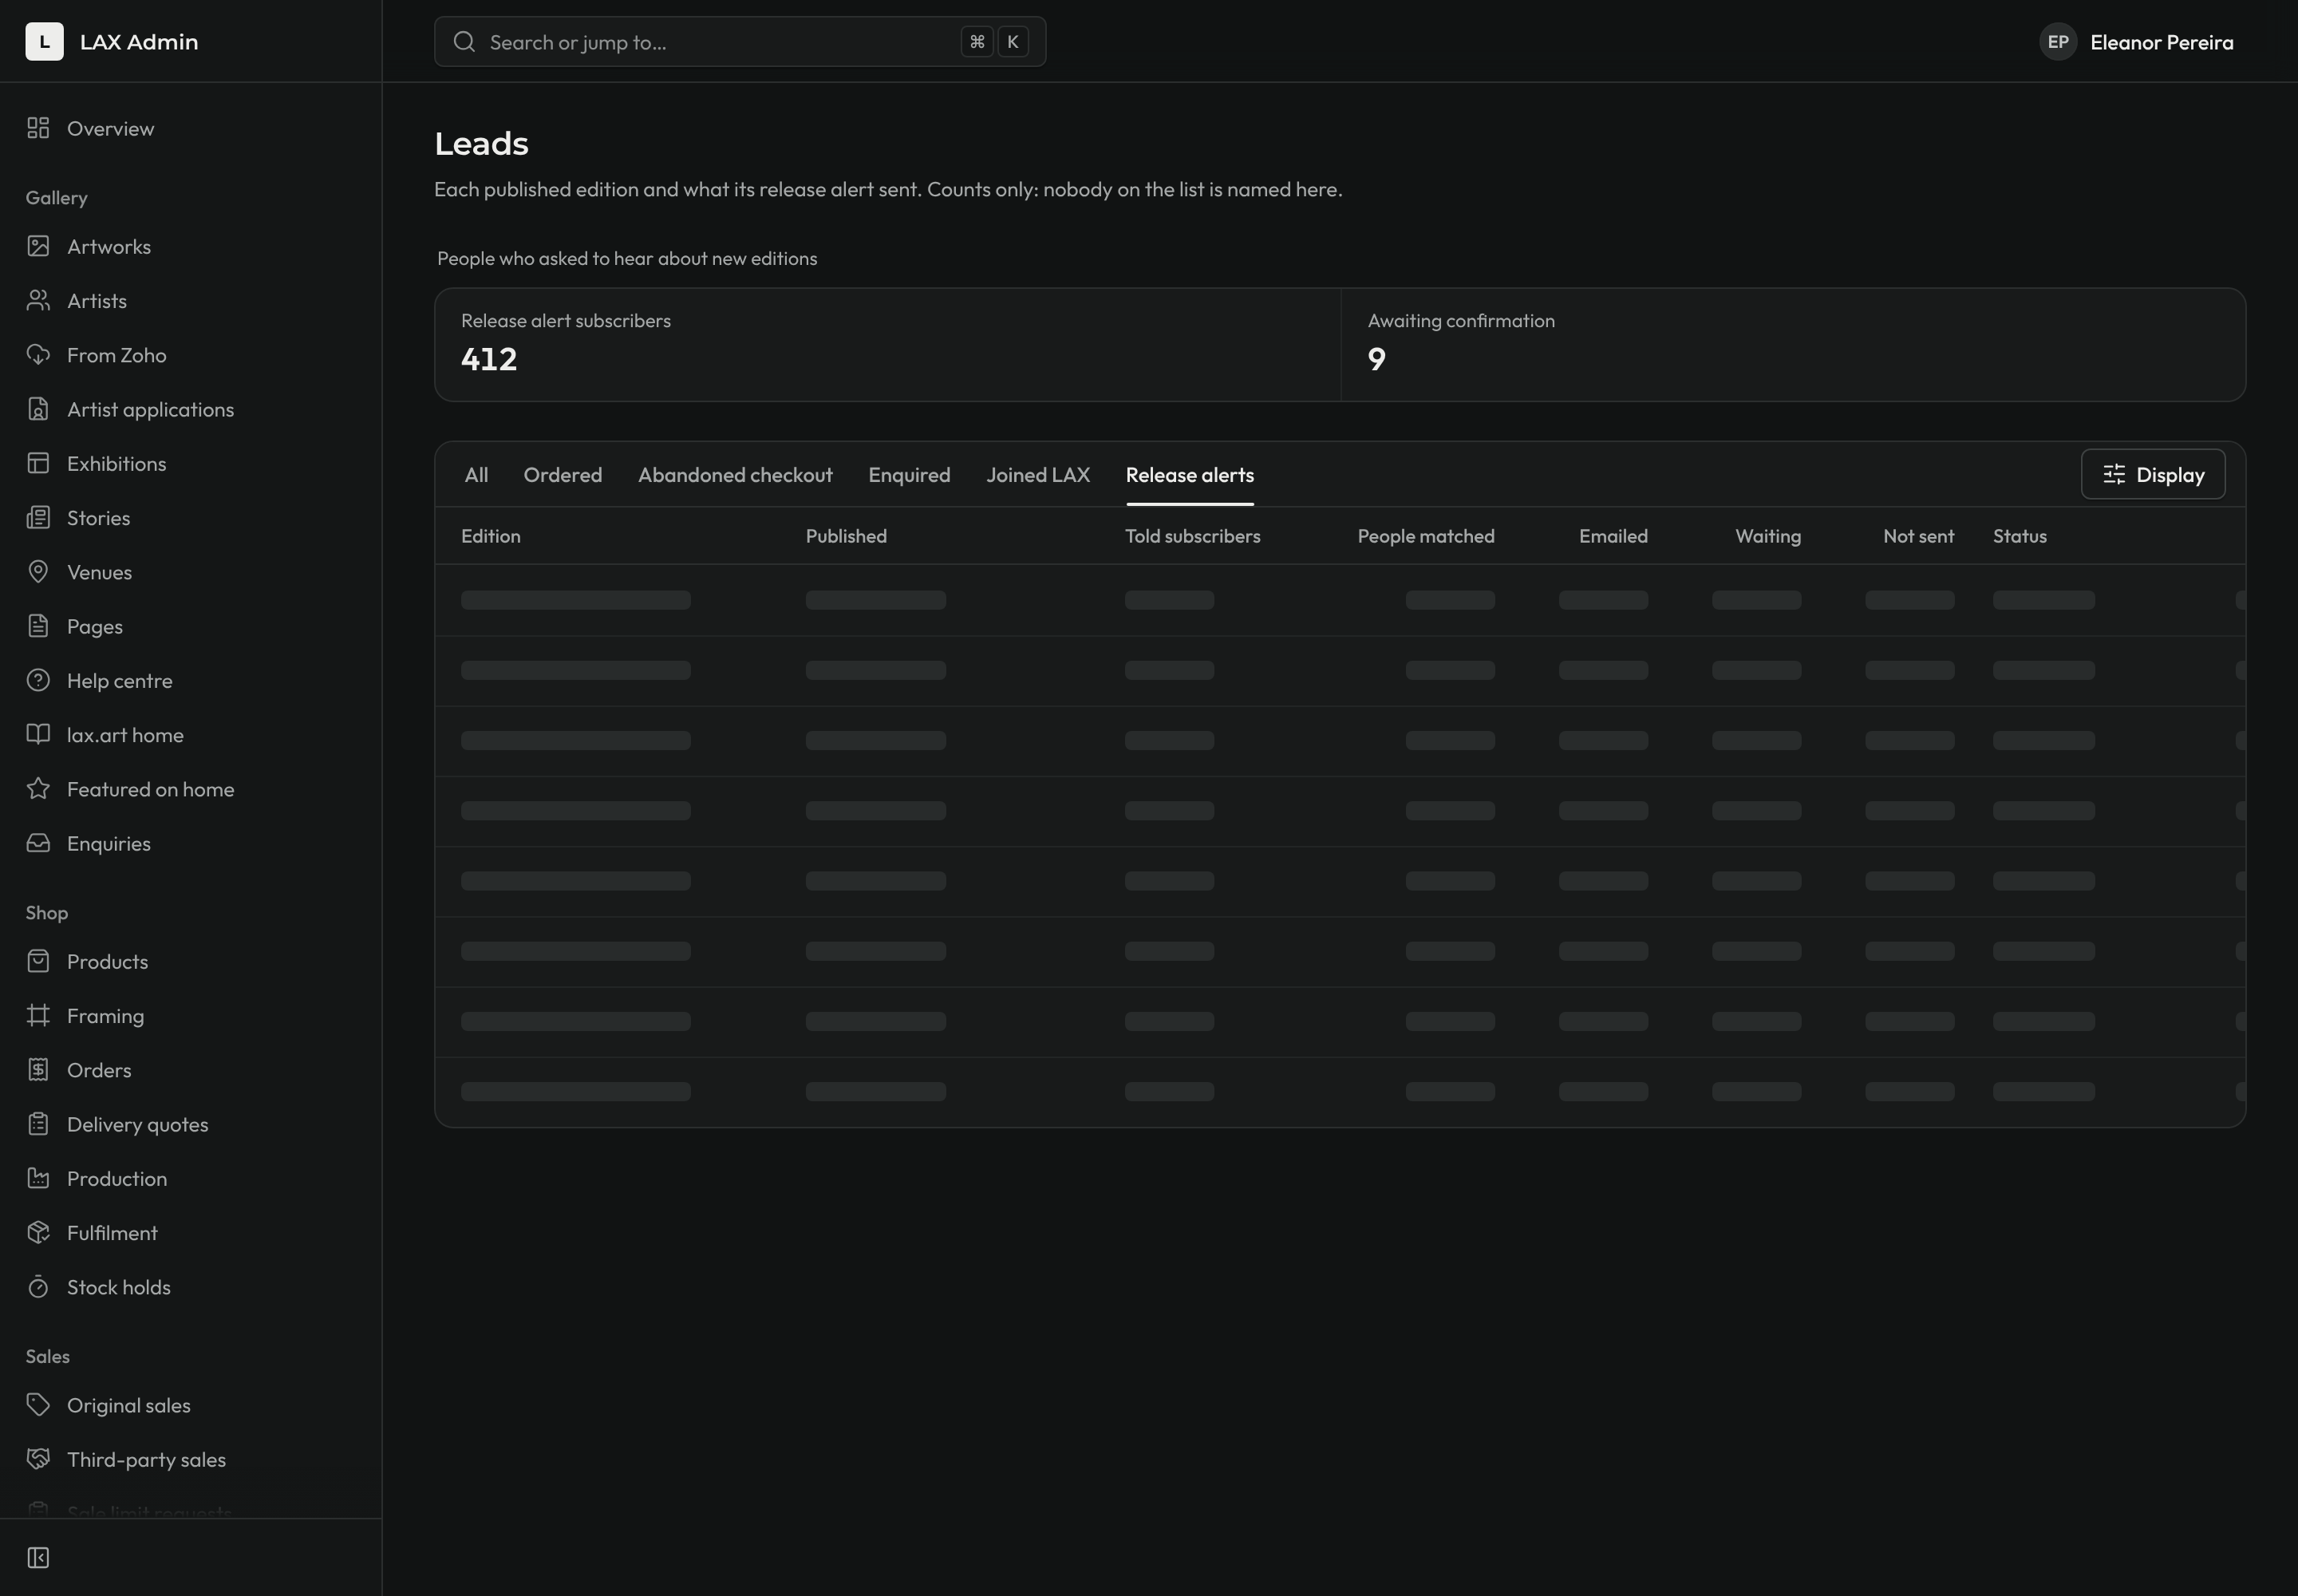 L LAX Admin
Search or jump to...
⌘ K
EP Eleanor Pereira
Overview
Gallery
Artworks
Artists
From Zoho
Artist applications
Exhibitions
Stories
Venues
Pages
Help centre
lax.art home
Featured on home
Enquiries
Shop
Products
Framing
Orders
Delivery quotes
Production
Fulfilment
Stock holds
Sales
Original sales
Third-party sales
Sale limit requests
Leads
Each published edition and what its release alert sent. Counts only: nobody on the list is named here.
People who asked to hear about new editions
Release alert subscribers
412
Awaiting confirmation
9
All Ordered Abandoned checkout Enquired Joined LAX Release alerts Display
Edition Published Told subscribers People matched Emailed Waiting Not sent Status